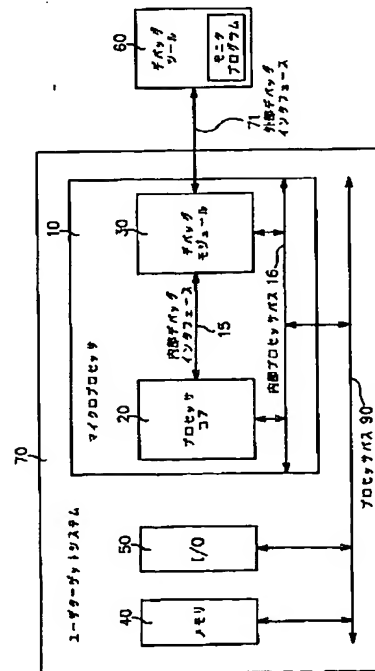 70
ユーザターゲットシステム
10
マイクロプロセッサ
20
プロセッサ
コア
内部デバッグ
インタフェース
15
30
デバッグ
モジュール
内部プロセッサバス 16
40
メモリ
50
I/O
プロセッサバス 90
71
外部デバッグ
インタフェース
60
デバッグ
ツール
モニタ
プログラム